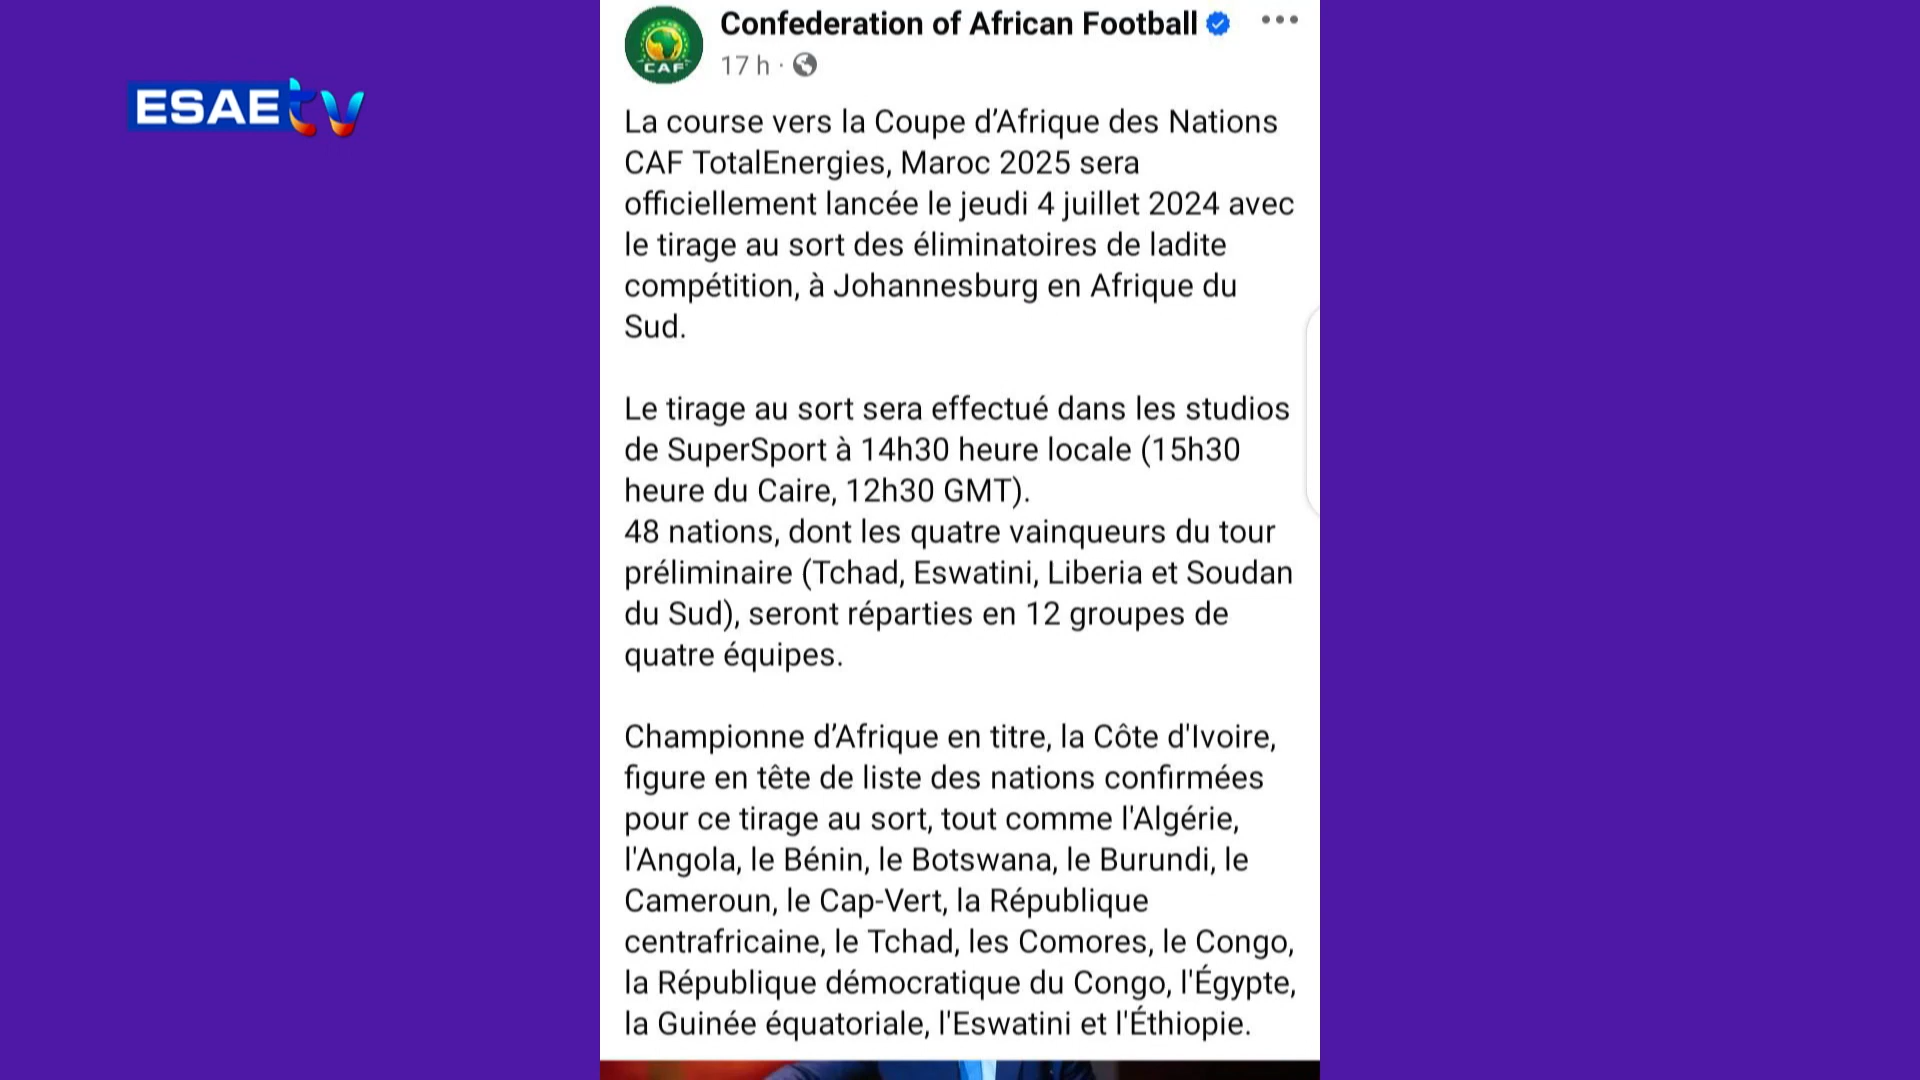 ESAE tv
Confederation of African Football
CAF
17 h ·
La course vers la Coupe d’Afrique des Nations
CAF TotalEnergies, Maroc 2025 sera
officiellement lancée le jeudi 4 juillet 2024 avec
le tirage au sort des éliminatoires de ladite
compétition, à Johannesburg en Afrique du
Sud.
Le tirage au sort sera effectué dans les studios
de SuperSport à 14h30 heure locale (15h30
heure du Caire, 12h30 GMT).
48 nations, dont les quatre vainqueurs du tour
préliminaire (Tchad, Eswatini, Liberia et Soudan
du Sud), seront réparties en 12 groupes de
quatre équipes.
Championne d’Afrique en titre, la Côte d'Ivoire,
figure en tête de liste des nations confirmées
pour ce tirage au sort, tout comme l'Algérie,
l'Angola, le Bénin, le Botswana, le Burundi, le
Cameroun, le Cap-Vert, la République
centrafricaine, le Tchad, les Comores, le Congo,
la République démocratique du Congo, l'Égypte,
la Guinée équatoriale, l'Eswatini et l'Éthiopie.